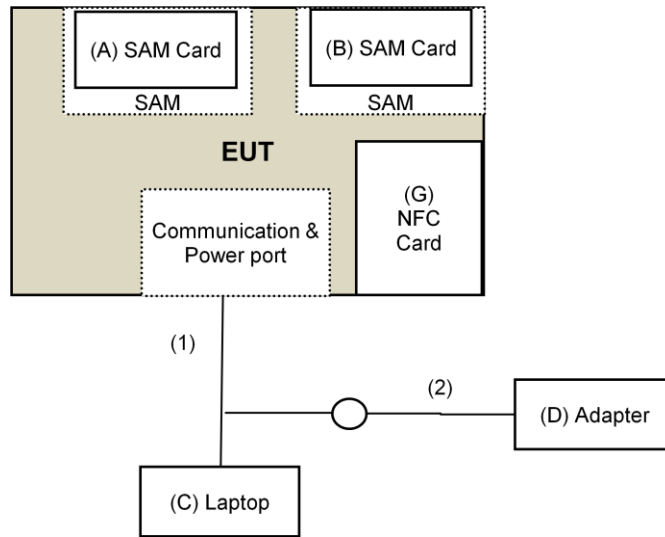 (A) SAM Card
(B) SAM Card
SAM
SAM
EUT
(G)
NFC
Card
Communication &
Power port
(1)
(2)
(D) Adapter
(C) Laptop